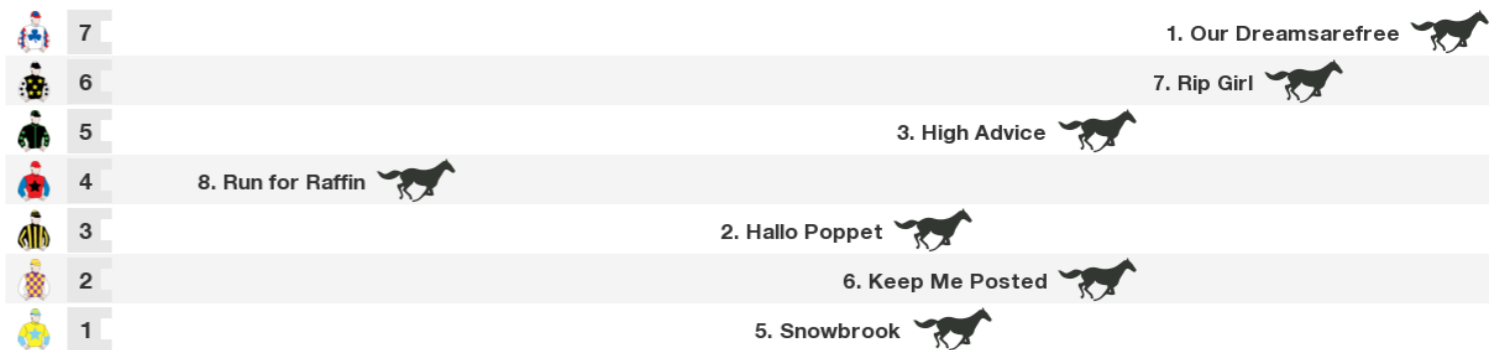 7 1. Our Dreamsarefree
6 7. Rip Girl
5 3. High Advice
4 8. Run for Raffin
3 2. Hallo Poppet
2 6. Keep Me Posted
1 5. Snowbrook